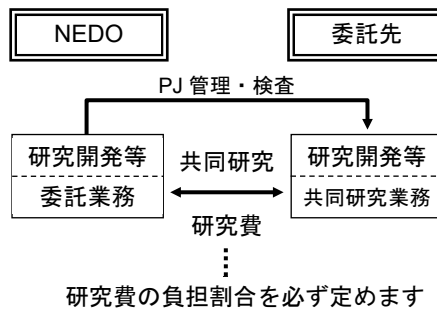 NEDO
委託先
PJ 管理・検査
研究開発等
委託業務
共同研究
研究費
研究開発等
共同研究業務
研究費の負担割合を必ず定めます